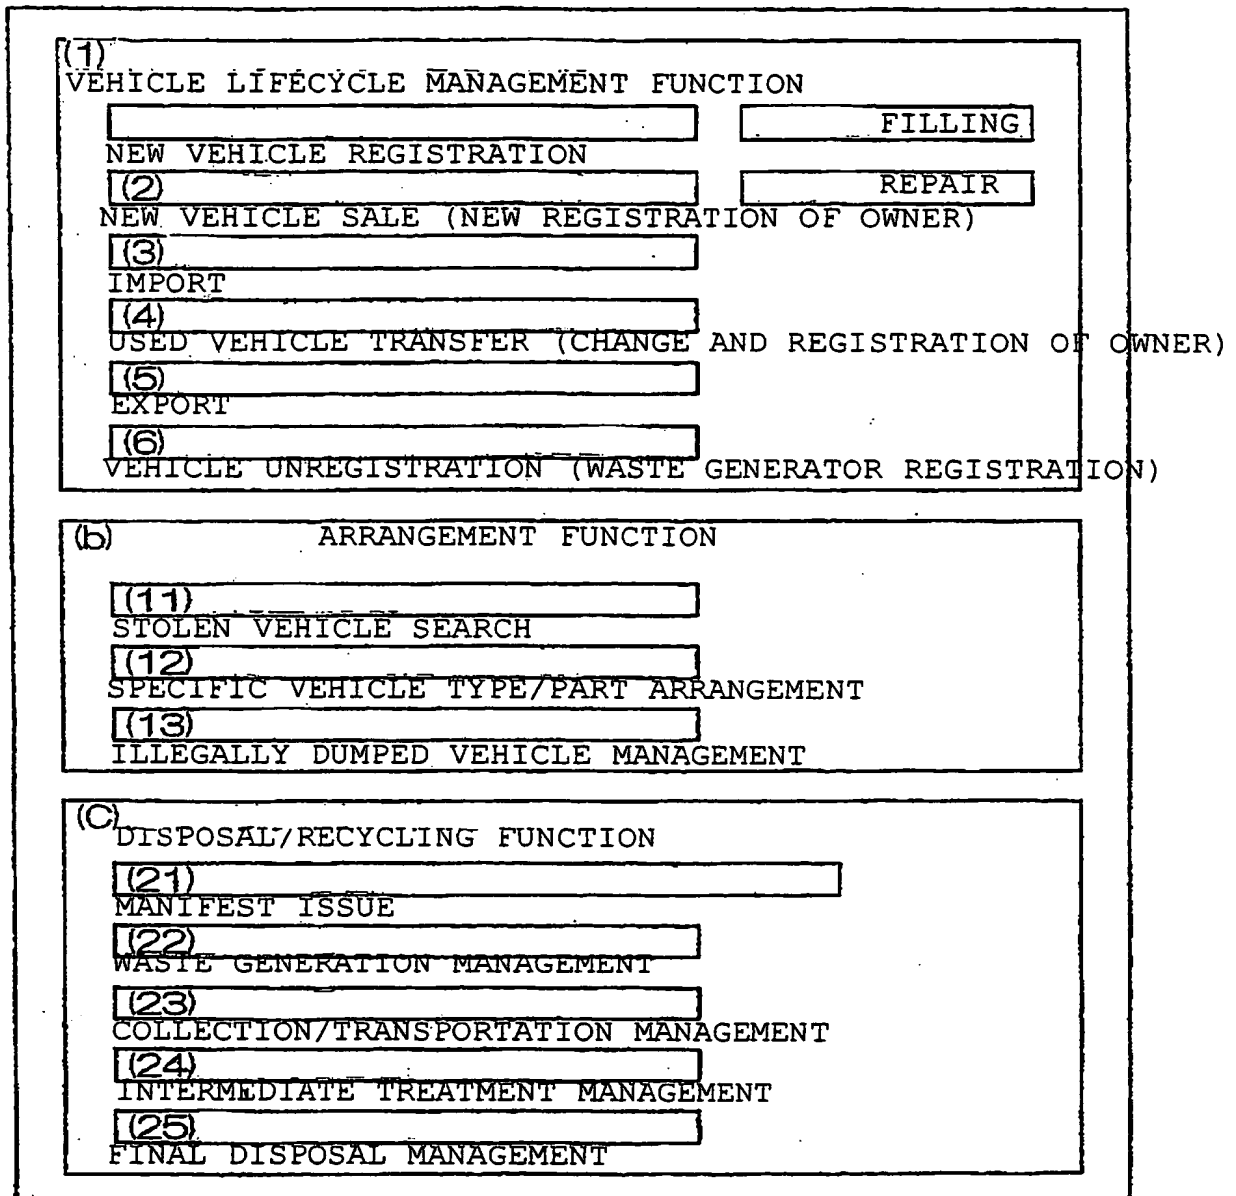 (1)
VEHICLE LIFECYCLE MANAGEMENT FUNCTION
FILLING
NEW VEHICLE REGISTRATION
(2) REPAIR
NEW VEHICLE SALE (NEW REGISTRATION OF OWNER)
(3)
IMPORT
(4)
USED VEHICLE TRANSFER (CHANGE AND REGISTRATION OF OWNER)
(5)
EXPORT
(6)
VEHICLE UNREGISTRATION (WASTE GENERATOR REGISTRATION)
(b) ARRANGEMENT FUNCTION
(11)
STOLEN VEHICLE SEARCH
(12)
SPECIFIC VEHICLE TYPE/PART ARRANGEMENT
(13)
ILLEGALLY DUMPED VEHICLE MANAGEMENT
(C)
DISPOSAL/RECYCLING FUNCTION
(21)
MANIFEST ISSUE
(22)
WASTE GENERATION MANAGEMENT
(23)
COLLECTION/TRANSPORTATION MANAGEMENT
(24)
INTERMEDIATE TREATMENT MANAGEMENT
(25)
FINAL DISPOSAL MANAGEMENT